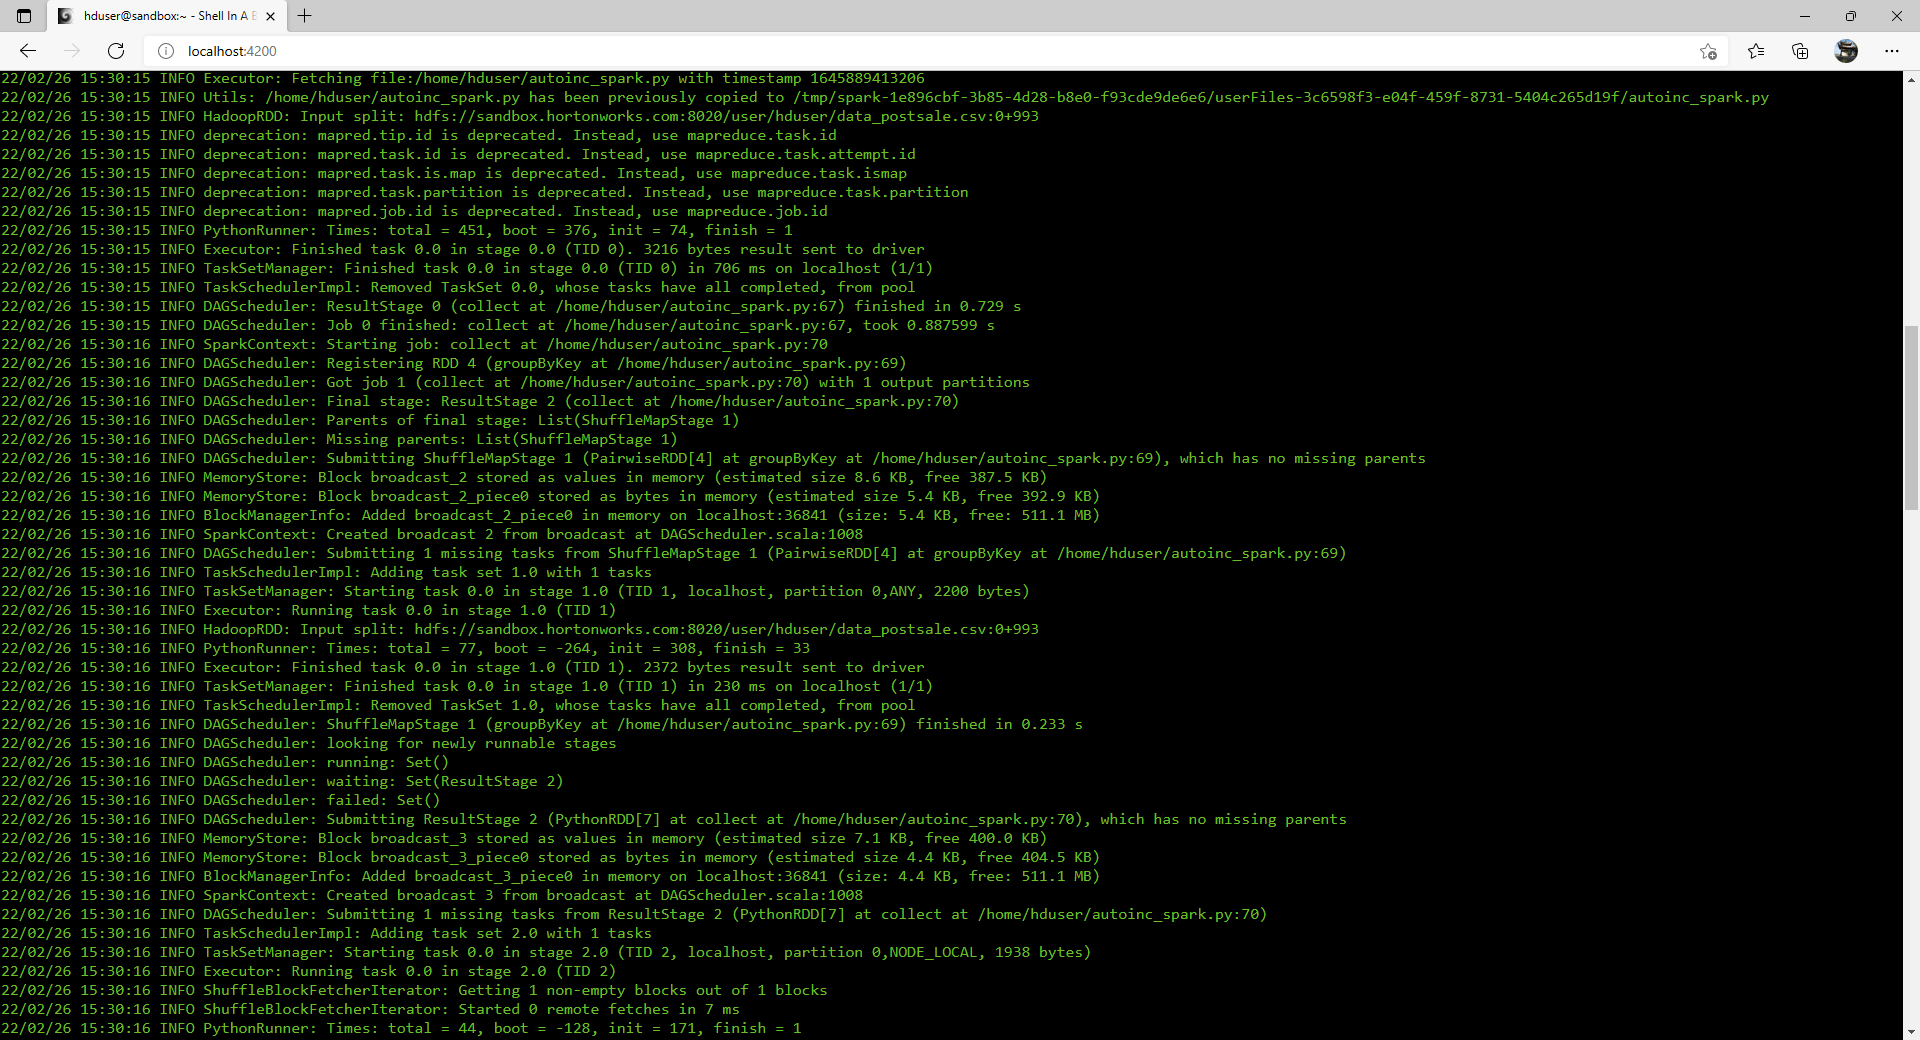 hduser@sandbox:~ - Shell In A B
localhost:4200
22/02/26 15:30:15 INFO Executor: Fetching file:/home/hduser/autoinc_spark.py with timestamp 1645889413206
22/02/26 15:30:15 INFO Utils: /home/hduser/autoinc_spark.py has been previously copied to /tmp/spark-1e896cbf-3b85-4d28-b8e0-f93cde9de6e6/userFiles-3c6598f3-e04f-459f-8731-5404c265d19f/autoinc_spark.py
22/02/26 15:30:15 INFO HadoopRDD: Input split: hdfs://sandbox.hortonworks.com:8020/user/hduser/data_postsale.csv:0+993
22/02/26 15:30:15 INFO deprecation: mapred.tip.id is deprecated. Instead, use mapreduce.task.id
22/02/26 15:30:15 INFO deprecation: mapred.task.id is deprecated. Instead, use mapreduce.task.attempt.id
22/02/26 15:30:15 INFO deprecation: mapred.task.is.map is deprecated. Instead, use mapreduce.task.ismap
22/02/26 15:30:15 INFO deprecation: mapred.task.partition is deprecated. Instead, use mapreduce.task.partition
22/02/26 15:30:15 INFO deprecation: mapred.job.id is deprecated. Instead, use mapreduce.job.id
22/02/26 15:30:15 INFO PythonRunner: Times: total = 451, boot = 376, init = 74, finish = 1
22/02/26 15:30:15 INFO Executor: Finished task 0.0 in stage 0.0 (TID 0). 3216 bytes result sent to driver
22/02/26 15:30:15 INFO TaskSetManager: Finished task 0.0 in stage 0.0 (TID 0) in 706 ms on localhost (1/1)
22/02/26 15:30:15 INFO TaskSchedulerImpl: Removed TaskSet 0.0, whose tasks have all completed, from pool
22/02/26 15:30:15 INFO DAGScheduler: ResultStage 0 (collect at /home/hduser/autoinc_spark.py:67) finished in 0.729 s
22/02/26 15:30:15 INFO DAGScheduler: Job 0 finished: collect at /home/hduser/autoinc_spark.py:67, took 0.887599 s
22/02/26 15:30:16 INFO SparkContext: Starting job: collect at /home/hduser/autoinc_spark.py:70
22/02/26 15:30:16 INFO DAGScheduler: Registering RDD 4 (groupByKey at /home/hduser/autoinc_spark.py:69)
22/02/26 15:30:16 INFO DAGScheduler: Got job 1 (collect at /home/hduser/autoinc_spark.py:70) with 1 output partitions
22/02/26 15:30:16 INFO DAGScheduler: Final stage: ResultStage 2 (collect at /home/hduser/autoinc_spark.py:70)
22/02/26 15:30:16 INFO DAGScheduler: Parents of final stage: List(ShuffleMapStage 1)
22/02/26 15:30:16 INFO DAGScheduler: Missing parents: List(ShuffleMapStage 1)
22/02/26 15:30:16 INFO DAGScheduler: Submitting ShuffleMapStage 1 (PairwiseRDD[4] at groupByKey at /home/hduser/autoinc_spark.py:69), which has no missing parents
22/02/26 15:30:16 INFO MemoryStore: Block broadcast_2 stored as values in memory (estimated size 8.6 KB, free 387.5 KB)
22/02/26 15:30:16 INFO MemoryStore: Block broadcast_2_piece0 stored as bytes in memory (estimated size 5.4 KB, free 392.9 KB)
22/02/26 15:30:16 INFO BlockManagerInfo: Added broadcast_2_piece0 in memory on localhost:36841 (size: 5.4 KB, free: 511.1 MB)
22/02/26 15:30:16 INFO SparkContext: Created broadcast 2 from broadcast at DAGScheduler.scala:1008
22/02/26 15:30:16 INFO DAGScheduler: Submitting 1 missing tasks from ShuffleMapStage 1 (PairwiseRDD[4] at groupByKey at /home/hduser/autoinc_spark.py:69)
22/02/26 15:30:16 INFO TaskSchedulerImpl: Adding task set 1.0 with 1 tasks
22/02/26 15:30:16 INFO TaskSetManager: Starting task 0.0 in stage 1.0 (TID 1, localhost, partition 0,ANY, 2200 bytes)
22/02/26 15:30:16 INFO Executor: Running task 0.0 in stage 1.0 (TID 1)
22/02/26 15:30:16 INFO HadoopRDD: Input split: hdfs://sandbox.hortonworks.com:8020/user/hduser/data_postsale.csv:0+993
22/02/26 15:30:16 INFO PythonRunner: Times: total = 77, boot = -264, init = 308, finish = 33
22/02/26 15:30:16 INFO Executor: Finished task 0.0 in stage 1.0 (TID 1). 2372 bytes result sent to driver
22/02/26 15:30:16 INFO TaskSetManager: Finished task 0.0 in stage 1.0 (TID 1) in 230 ms on localhost (1/1)
22/02/26 15:30:16 INFO TaskSchedulerImpl: Removed TaskSet 1.0, whose tasks have all completed, from pool
22/02/26 15:30:16 INFO DAGScheduler: ShuffleMapStage 1 (groupByKey at /home/hduser/autoinc_spark.py:69) finished in 0.233 s
22/02/26 15:30:16 INFO DAGScheduler: looking for newly runnable stages
22/02/26 15:30:16 INFO DAGScheduler: running: Set()
22/02/26 15:30:16 INFO DAGScheduler: waiting: Set(ResultStage 2)
22/02/26 15:30:16 INFO DAGScheduler: failed: Set()
22/02/26 15:30:16 INFO DAGScheduler: Submitting ResultStage 2 (PythonRDD[7] at collect at /home/hduser/autoinc_spark.py:70), which has no missing parents
22/02/26 15:30:16 INFO MemoryStore: Block broadcast_3 stored as values in memory (estimated size 7.1 KB, free 400.0 KB)
22/02/26 15:30:16 INFO MemoryStore: Block broadcast_3_piece0 stored as bytes in memory (estimated size 4.4 KB, free 404.5 KB)
22/02/26 15:30:16 INFO BlockManagerInfo: Added broadcast_3_piece0 in memory on localhost:36841 (size: 4.4 KB, free: 511.1 MB)
22/02/26 15:30:16 INFO SparkContext: Created broadcast 3 from broadcast at DAGScheduler.scala:1008
22/02/26 15:30:16 INFO DAGScheduler: Submitting 1 missing tasks from ResultStage 2 (PythonRDD[7] at collect at /home/hduser/autoinc_spark.py:70)
22/02/26 15:30:16 INFO TaskSchedulerImpl: Adding task set 2.0 with 1 tasks
22/02/26 15:30:16 INFO TaskSetManager: Starting task 0.0 in stage 2.0 (TID 2, localhost, partition 0,NODE_LOCAL, 1938 bytes)
22/02/26 15:30:16 INFO Executor: Running task 0.0 in stage 2.0 (TID 2)
22/02/26 15:30:16 INFO ShuffleBlockFetcherIterator: Getting 1 non-empty blocks out of 1 blocks
22/02/26 15:30:16 INFO ShuffleBlockFetcherIterator: Started 0 remote fetches in 7 ms
22/02/26 15:30:16 INFO PythonRunner: Times: total = 44, boot = -128, init = 171, finish = 1